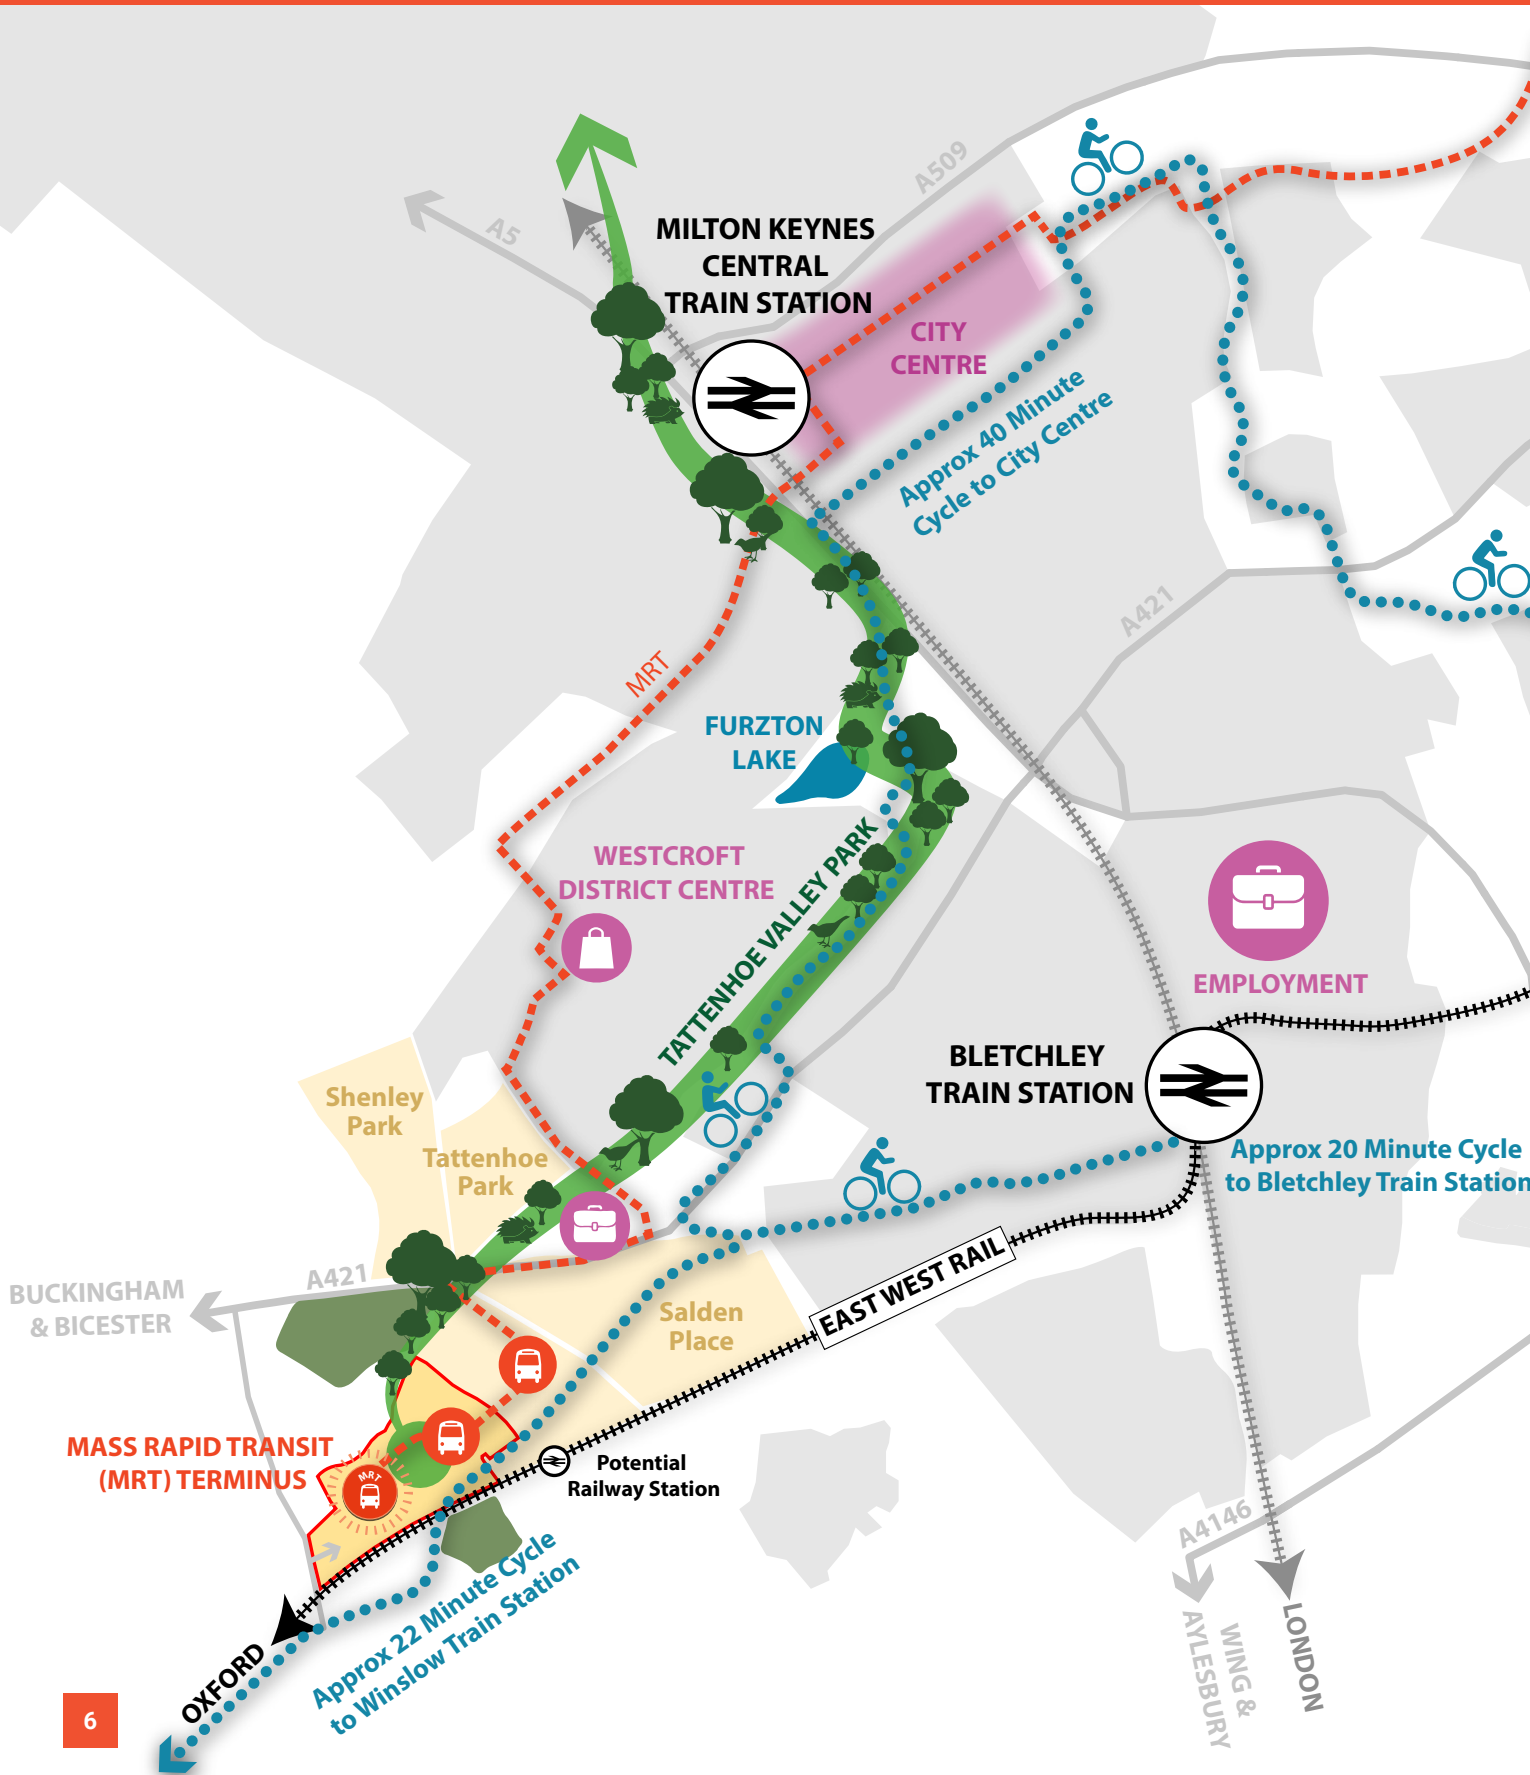 A509
A5
MILTON KEYNES
CENTRAL
TRAIN STATION
CITY
CENTRE
Approx 40 Minute
Cycle to City Centre
A421
MRT
FURZTON
LAKE
WESTCROFT
DISTRICT CENTRE
TATTENHOE VALLEY PARK
EMPLOYMENT
BLETCHLEY
TRAIN STATION
Shenley
Park
Tattenhoe
Park
Approx 20 Minute Cycle
to Bletchley Train Station
EAST WEST RAIL
A421
BUCKINGHAM
& BICESTER
Salden
Place
MASS RAPID TRANSIT
(MRT) TERMINUS
MRT
Potential
Railway Station
A4146
Approx 22 Minute Cycle
to Winslow Train Station
OXFORD
WING &
AYLESBURY
LONDON
6